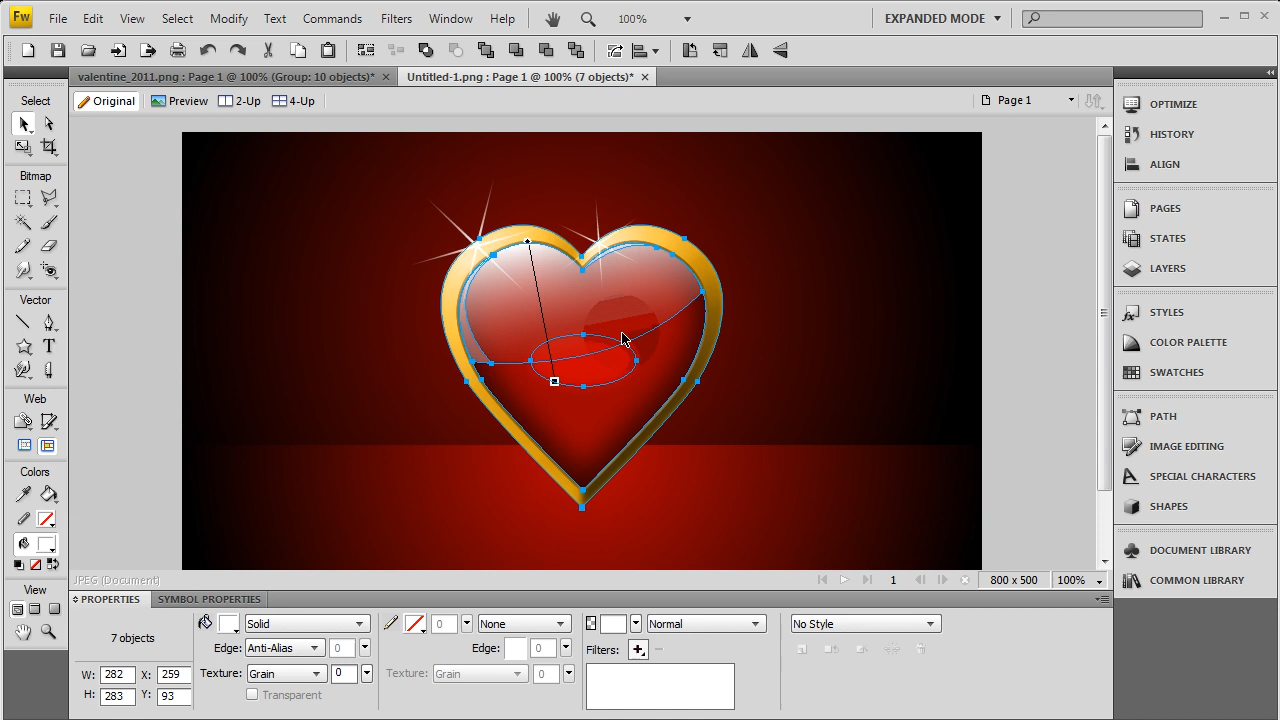 Fw File Edit View Select Modify Text Commands Filters Window Help 100% EXPANDED MODE
valentine_2011.png : Page 1 @ 100% (Group: 10 objects)* Untitled-1.png : Page 1 @ 100% (7 objects)*
Original Preview 2-Up 4-Up Page 1
Select
Bitmap
Vector
T
Web
Colors
View
OPTIMIZE
HISTORY
ALIGN
PAGES
STATES
LAYERS
STYLES
COLOR PALETTE
SWATCHES
PATH
IMAGE EDITING
SPECIAL CHARACTERS
SHAPES
DOCUMENT LIBRARY
COMMON LIBRARY
JPEG (Document) 1 800 x 500 100%
PROPERTIES SYMBOL PROPERTIES
7 objects Solid 0 None Normal No Style
Edge: Anti-Alias 0 Edge: 0 Filters:
W: 282 X: 259 Texture: Grain 0 Texture: Grain 0
H: 283 Y: 93 Transparent